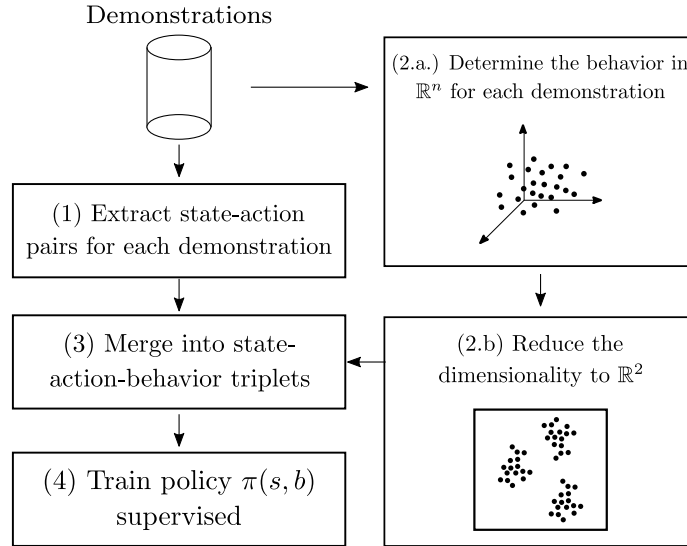 Demonstrations
(2.a.) Determine the behavior in
ℝⁿ for each demonstration
(1) Extract state-action
pairs for each demonstration
(3) Merge into state-
action-behavior triplets
(2.b) Reduce the
dimensionality to ℝ²
(4) Train policy π(s, b)
supervised